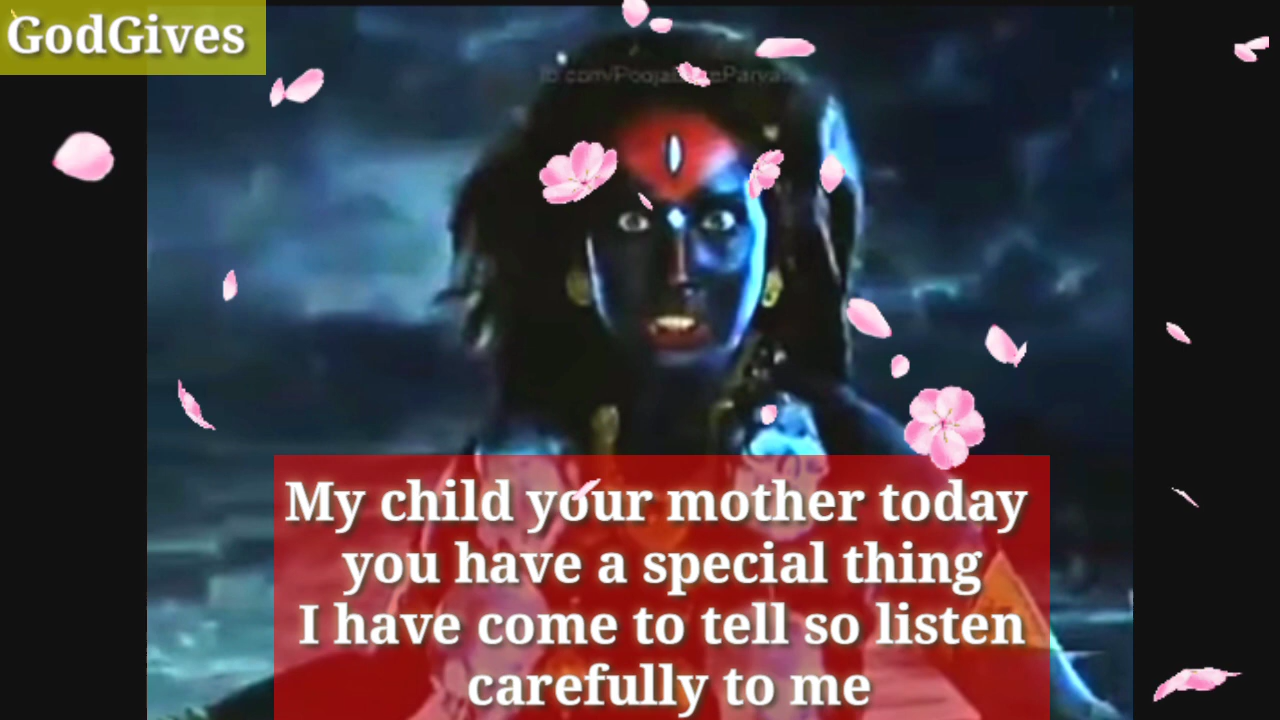 GodGives
My child your mother today
you have a special thing
I have come to tell so listen
carefully to me